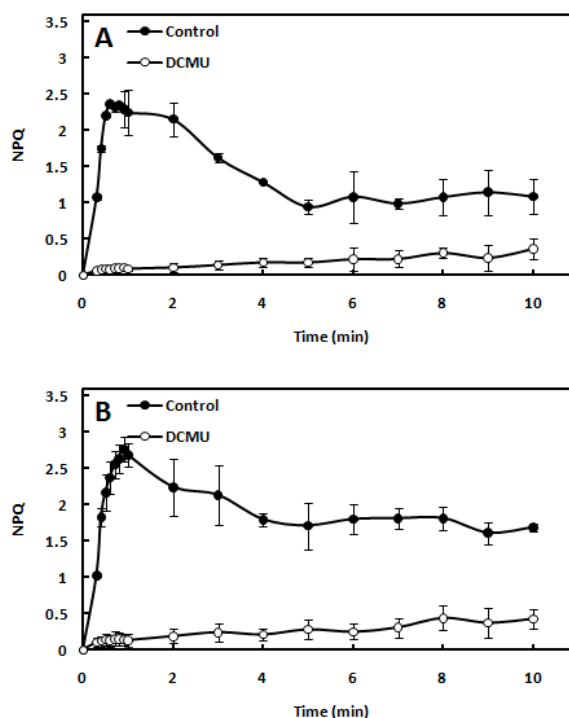 3.5
A
Control
3
DCMU
2.5
2
NPQ
1.5
1
0.5
0
0 2 4 6 8 10
Time (min)
3.5
B
Control
3
DCMU
2.5
2
NPQ
1.5
1
0.5
0
0 2 4 6 8 10
Time (min)